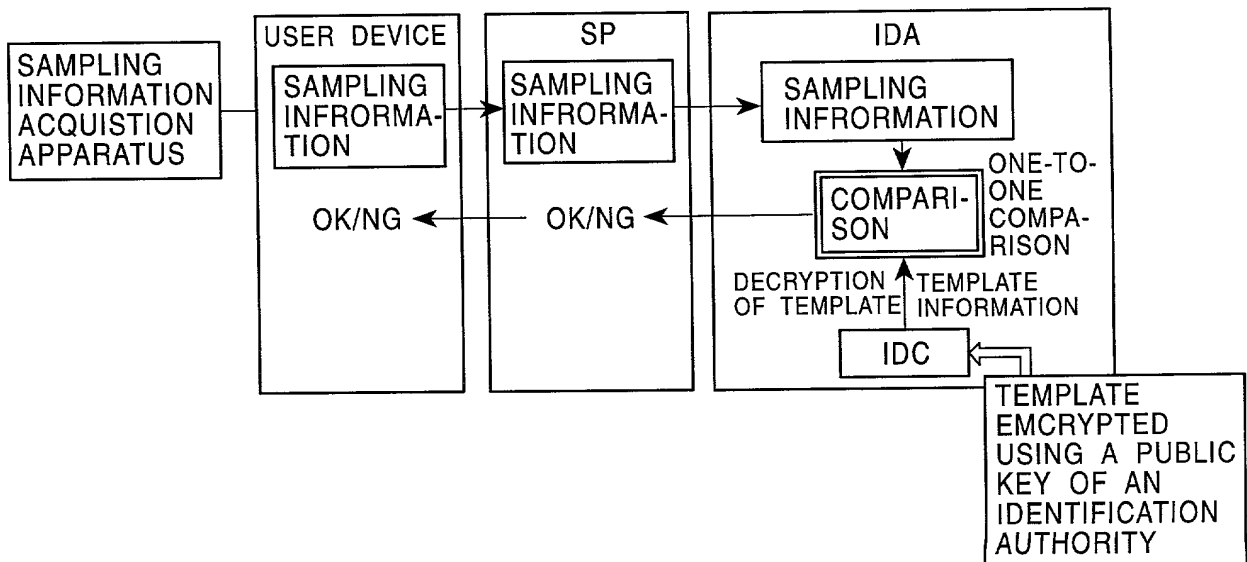 SAMPLING
INFORMATION
ACQUISTION
APPARATUS
USER DEVICE
SAMPLING
INFRORMA-
TION
OK/NG
SP
SAMPLING
INFRORMA-
TION
OK/NG
IDA
SAMPLING
INFRORMATION
COMPARI-
SON
ONE-TO-
ONE
COMPA-
RISON
DECRYPTION
OF TEMPLATE
TEMPLATE
INFORMATION
IDC
TEMPLATE
EMCRYPTED
USING A PUBLIC
KEY OF AN
IDENTIFICATION
AUTHORITY